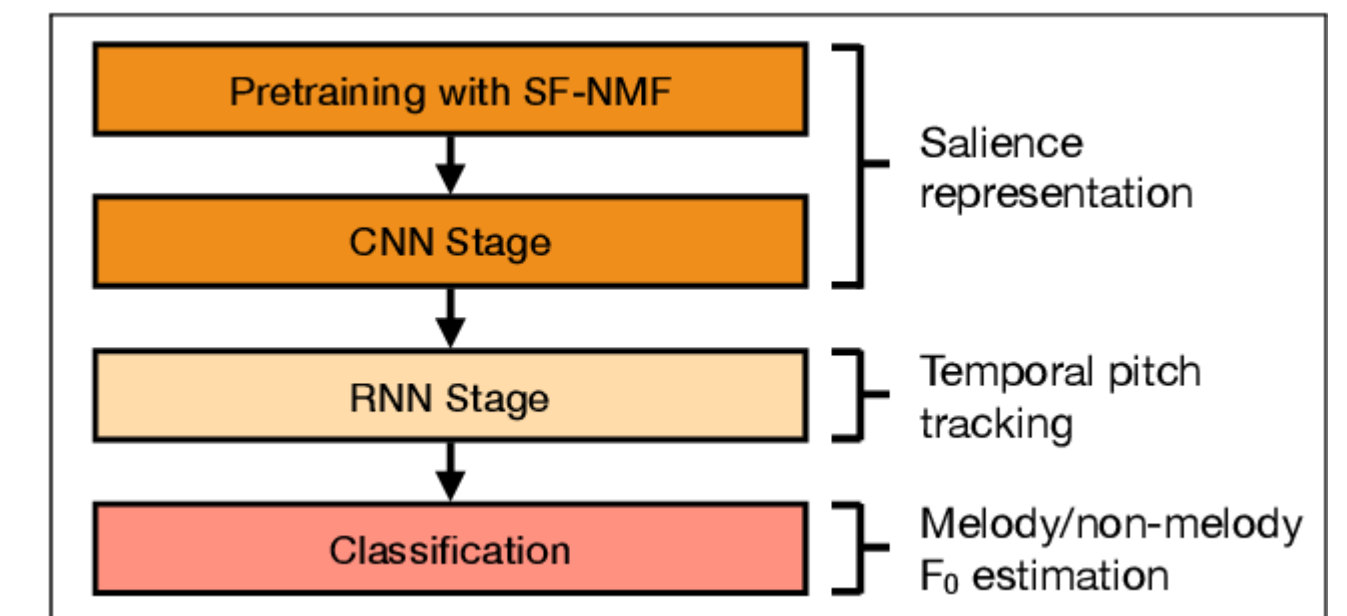 Pretraining with SF-NMF
Salience
representation
CNN Stage
RNN Stage
Temporal pitch
tracking
Classification
Melody/non-melody
F₀ estimation